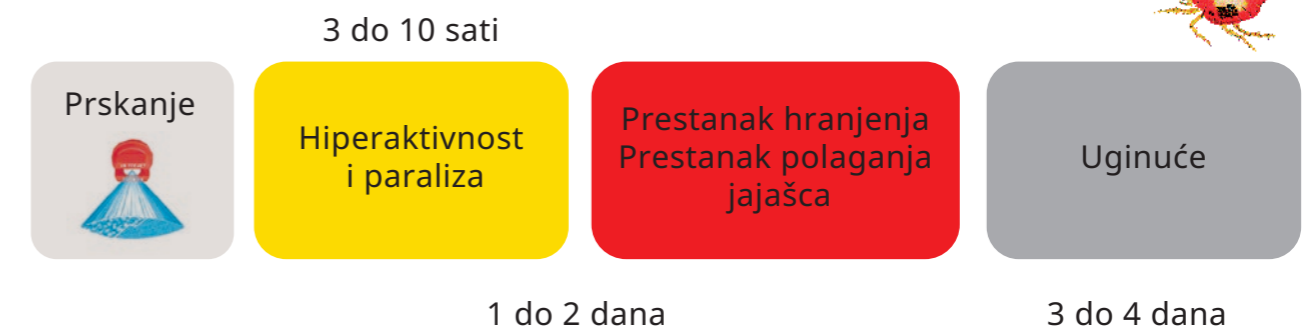 3 do 10 sati
Prskanje
Hiperaktivnost
i paraliza
Prestanak hranjenja
Prestanak polaganja
jajašca
Uginuće
1 do 2 dana
3 do 4 dana